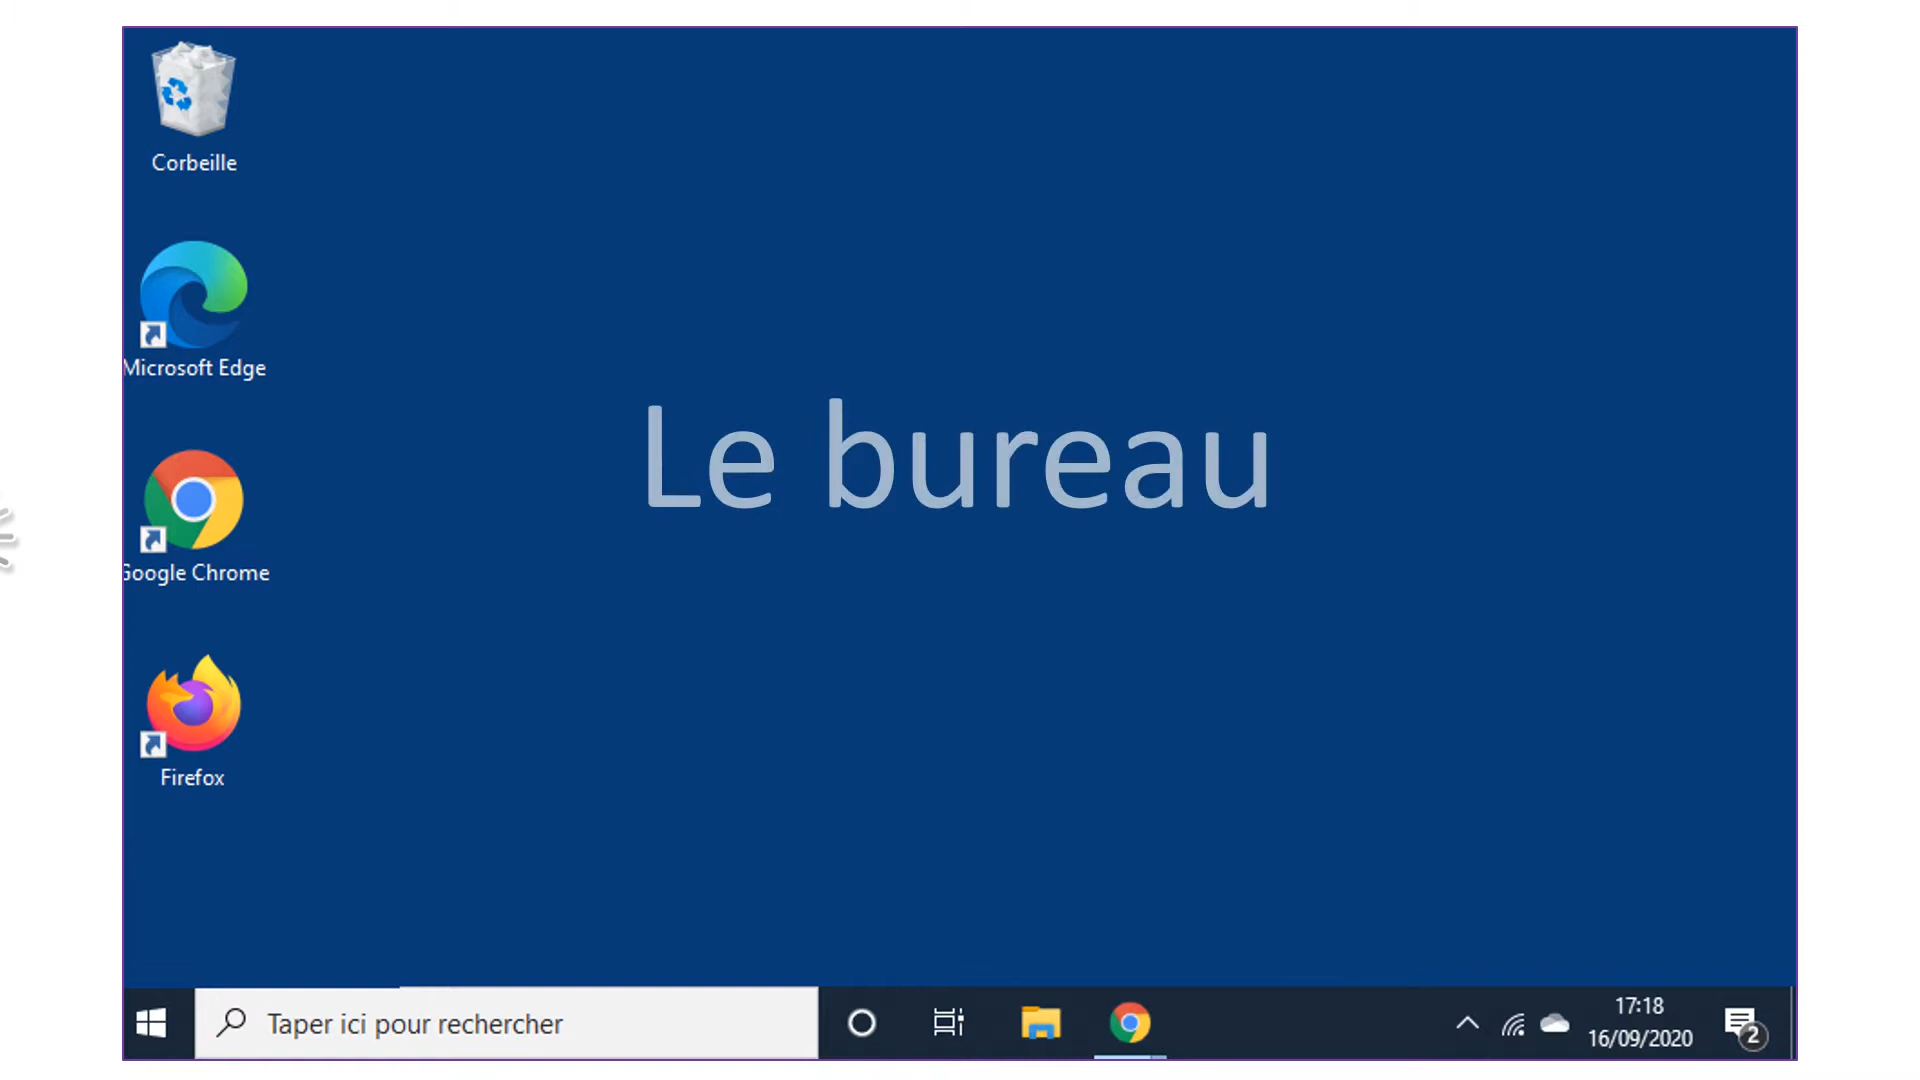 Corbeille
Microsoft Edge
Google Chrome
Firefox
Le bureau
Taper ici pour rechercher
17:18
16/09/2020
2